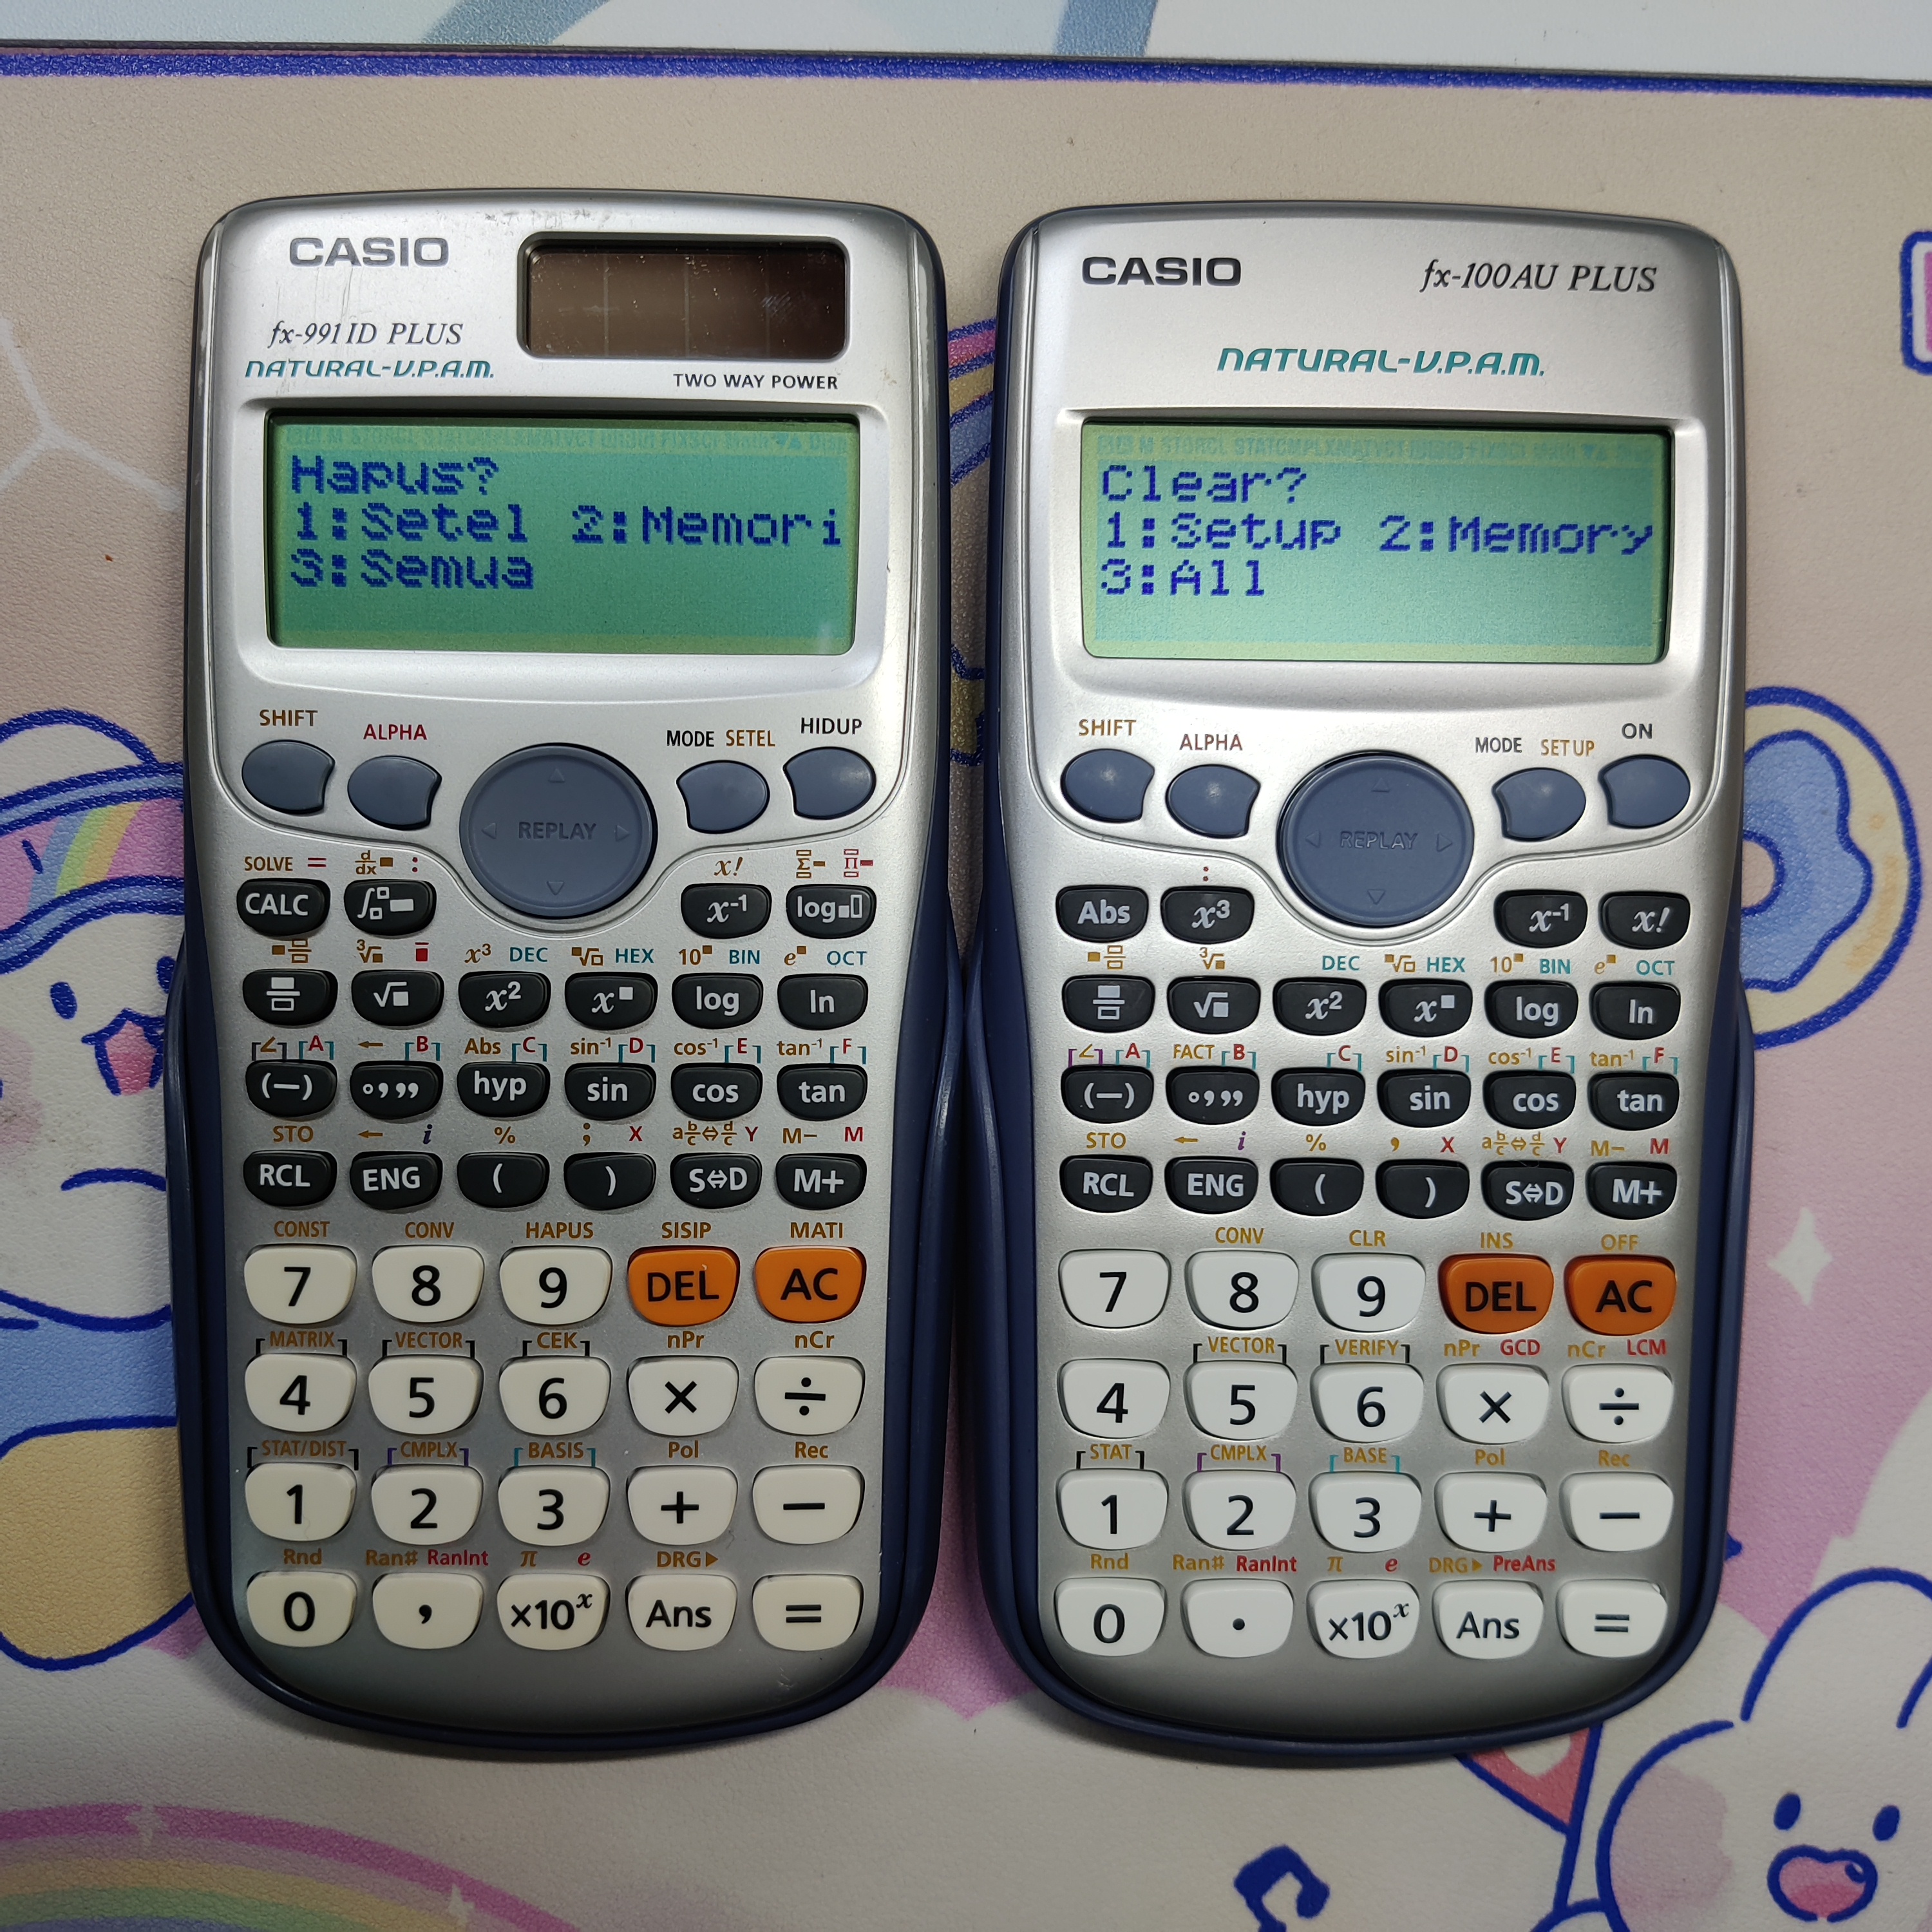 CASIO
fx-991ID PLUS
NATURAL-V.P.A.M.
TWO WAY POWER
Hapus?
1:Setel 2:Memori
3:Semua
SHIFT ALPHA MODE SETEL HIDUP
REPLAY
SOLVE = d/dx■ : x! Σ Π
CALC ∫ x⁻¹ log
³√■ x³ DEC ■√□ HEX 10■ BIN e■ OCT
√■ x² x■ log ln
∠ A ← B Abs C sin⁻¹ D cos⁻¹ E tan⁻¹ F
(−) °,,, hyp sin cos tan
STO ← i % ; X a b/c⇔d/c Y M− M
RCL ENG ( ) S⇔D M+
CONST CONV HAPUS SISIP MATI
7 8 9 DEL AC
MATRIX VECTOR CEK nPr nCr
4 5 6 × ÷
STAT/DIST CMPLX BASIS Pol Rec
1 2 3 + −
Rnd Ran# RanInt π e DRG▶
0 , ×10ˣ Ans =
CASIO
fx-100AU PLUS
NATURAL-V.P.A.M.
Clear?
1:Setup 2:Memory
3:All
SHIFT ALPHA MODE SETUP ON
REPLAY
:
Abs x³ x⁻¹ x!
³√■ DEC ■√□ HEX 10■ BIN e■ OCT
√■ x² x■ log ln
∠ A FACT B C sin⁻¹ D cos⁻¹ E tan⁻¹ F
(−) °,,, hyp sin cos tan
STO ← i % , X a b/c⇔d/c Y M− M
RCL ENG ( ) S⇔D M+
CONV CLR INS OFF
7 8 9 DEL AC
VECTOR VERIFY nPr GCD nCr LCM
4 5 6 × ÷
STAT CMPLX BASE Pol Rec
1 2 3 + −
Rnd Ran# RanInt π e DRG▶ PreAns
0 . ×10ˣ Ans =